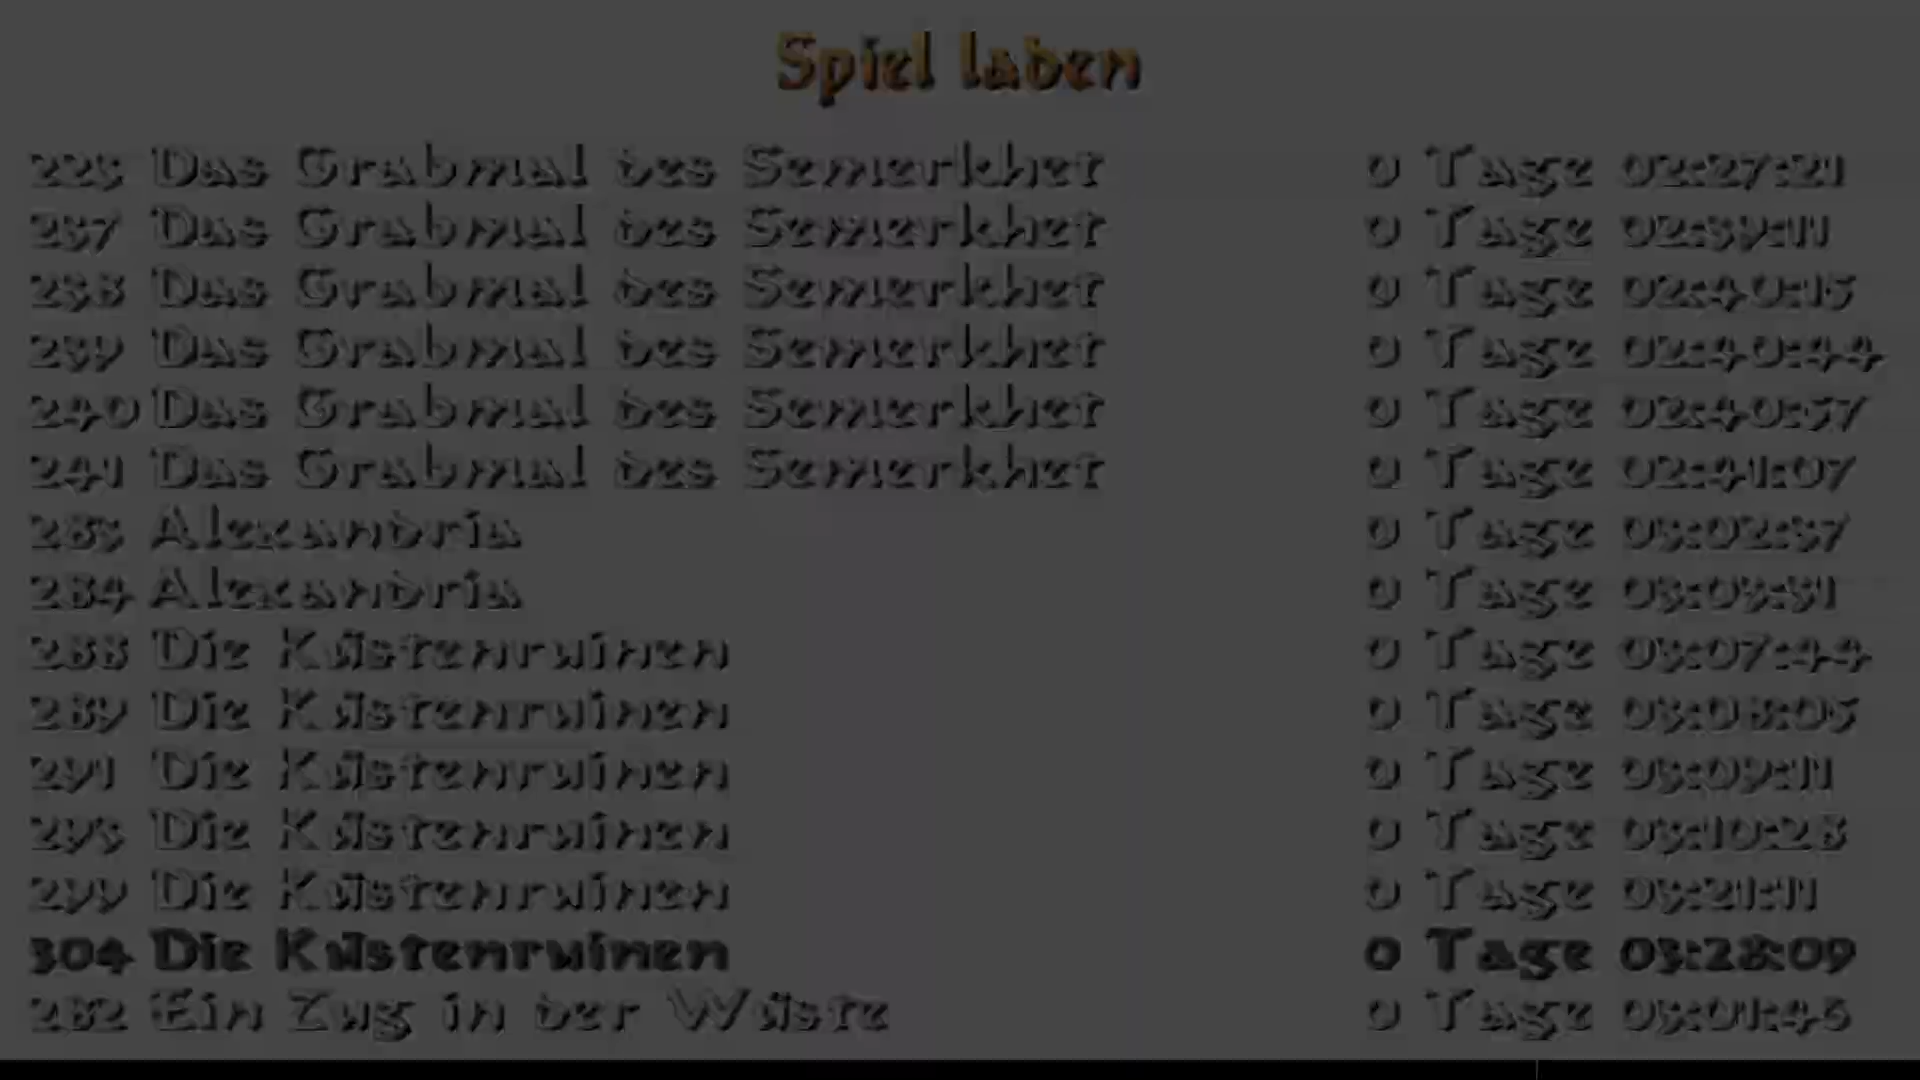 Spiel laden
223 Das Grabmal des Semerkhet 0 Tage 02:27:21
237 Das Grabmal des Semerkhet 0 Tage 02:39:11
238 Das Grabmal des Semerkhet 0 Tage 02:40:15
239 Das Grabmal des Semerkhet 0 Tage 02:40:44
240 Das Grabmal des Semerkhet 0 Tage 02:40:57
241 Das Grabmal des Semerkhet 0 Tage 02:41:07
283 Alexandria 0 Tage 03:02:37
284 Alexandria 0 Tage 03:03:31
288 Die Küstenruinen 0 Tage 03:07:44
289 Die Küstenruinen 0 Tage 03:08:05
291 Die Küstenruinen 0 Tage 03:09:11
293 Die Küstenruinen 0 Tage 03:10:28
299 Die Küstenruinen 0 Tage 03:21:11
304 Die Küstenruinen 0 Tage 03:28:09
282 Ein Zug in der Wüste 0 Tage 03:01:45